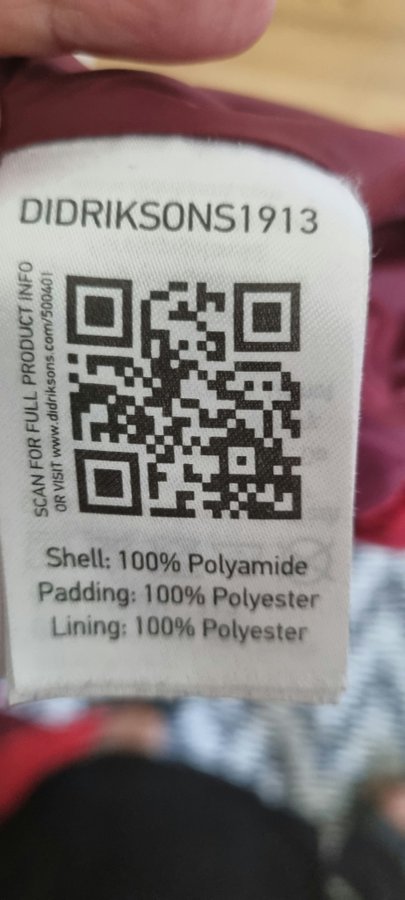 DIDRIKSONS1913
SCAN FOR FULL PRODUCT INFO
OR VISIT www.didriksons.com/500401
Shell: 100% Polyamide
Padding: 100% Polyester
Lining: 100% Polyester